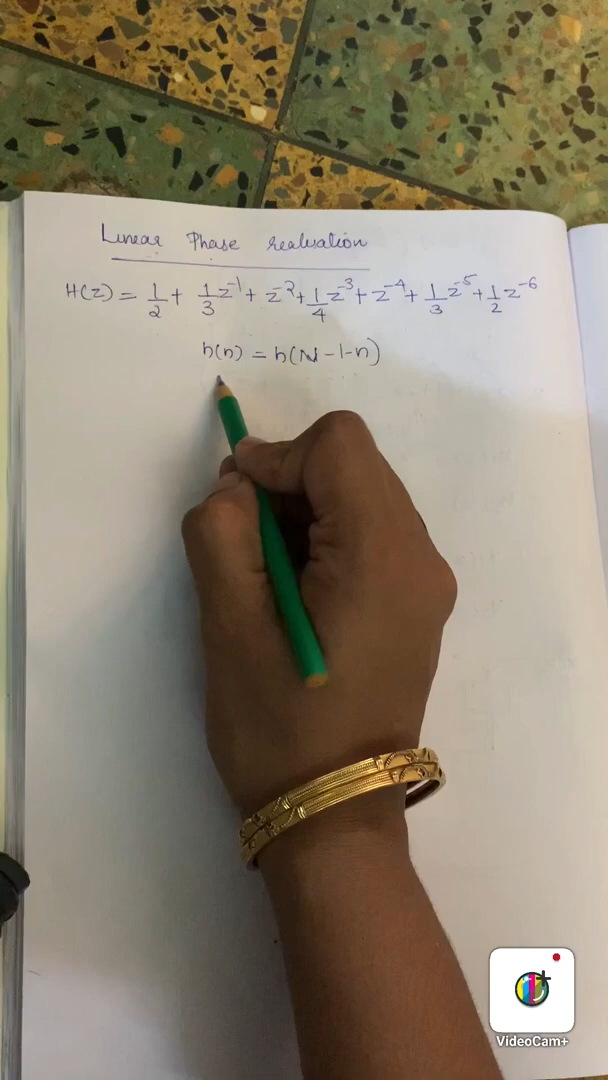 Linear Phase realisation
H(z) = 1/2 + 1/3 z^-1 + z^-2 + 1/4 z^-3 + z^-4 + 1/3 z^-5 + 1/2 z^-6
h(n) = h(N-1-n)
VideoCam+